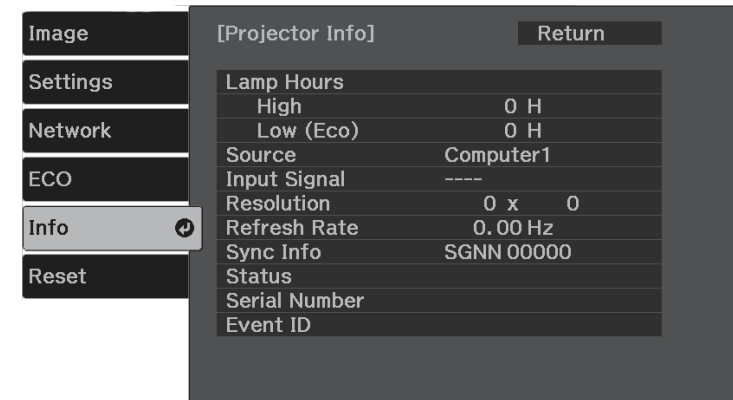 Image
Settings
Network
ECO
Info
Reset
[Projector Info] Return
Lamp Hours
High 0 H
Low (Eco) 0 H
Source Computer1
Input Signal ----
Resolution 0 x 0
Refresh Rate 0.00 Hz
Sync Info SGNN 00000
Status
Serial Number
Event ID